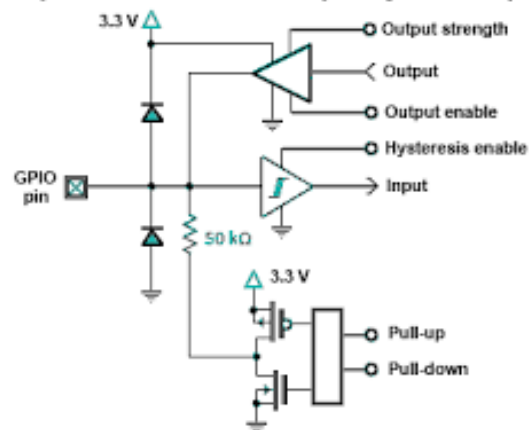 3.3 V
Output strength
Output
Output enable
Hysteresis enable
GPIO
pin
Input
50 kΩ
3.3 V
Pull-up
Pull-down